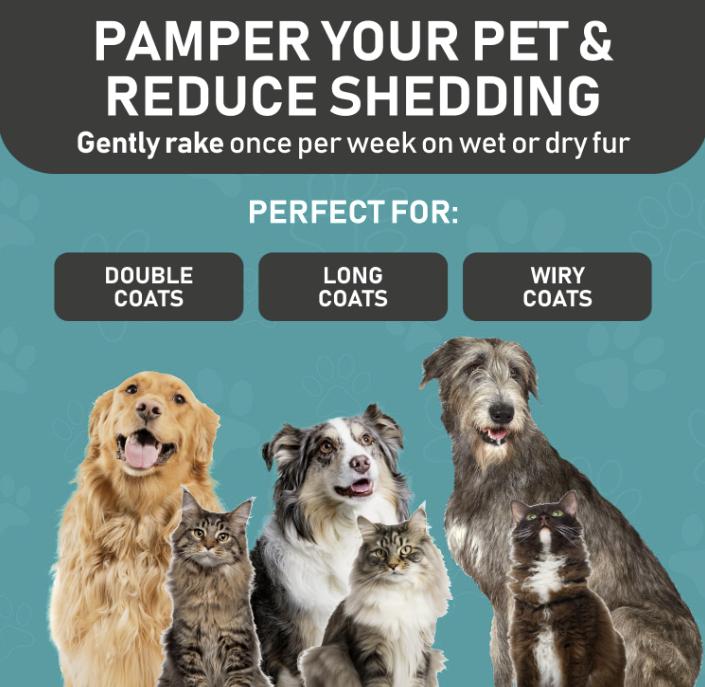 PAMPER YOUR PET &
REDUCE SHEDDING
Gently rake once per week on wet or dry fur
PERFECT FOR:
DOUBLE
COATS
LONG
COATS
WIRY
COATS